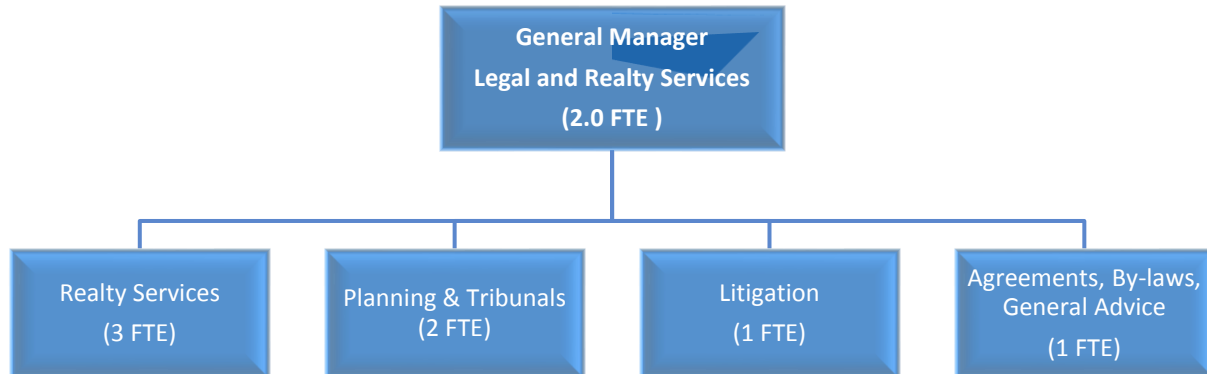 General Manager
Legal and Realty Services
(2.0 FTE )
Realty Services
(3 FTE)
Planning & Tribunals
(2 FTE)
Litigation
(1 FTE)
Agreements, By-laws,
General Advice
(1 FTE)